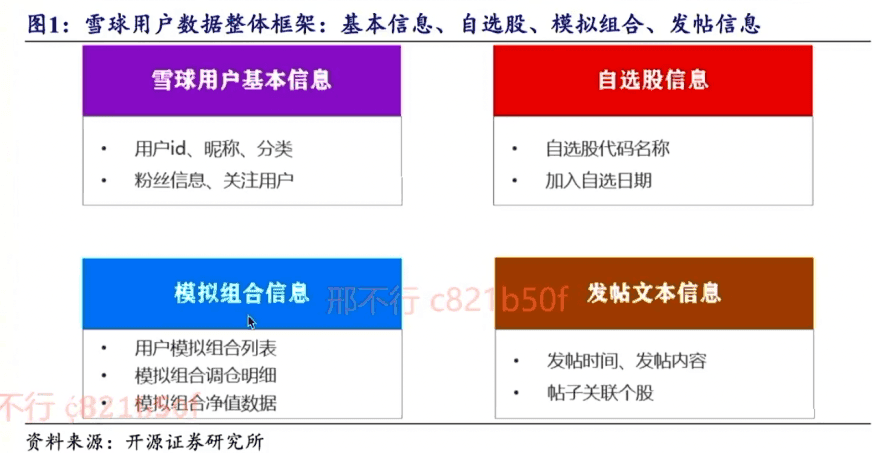 图1：雪球用户数据整体框架：基本信息、自选股、模拟组合、发帖信息
雪球用户基本信息
• 用户id、昵称、分类
• 粉丝信息、关注用户
自选股信息
• 自选股代码名称
• 加入自选日期
模拟组合信息
• 用户模拟组合列表
• 模拟组合调仓明细
• 模拟组合净值数据
发帖文本信息
• 发帖时间、发帖内容
• 帖子关联个股
邢不行 c821b50f
不行 c821b50f
资料来源：开源证券研究所